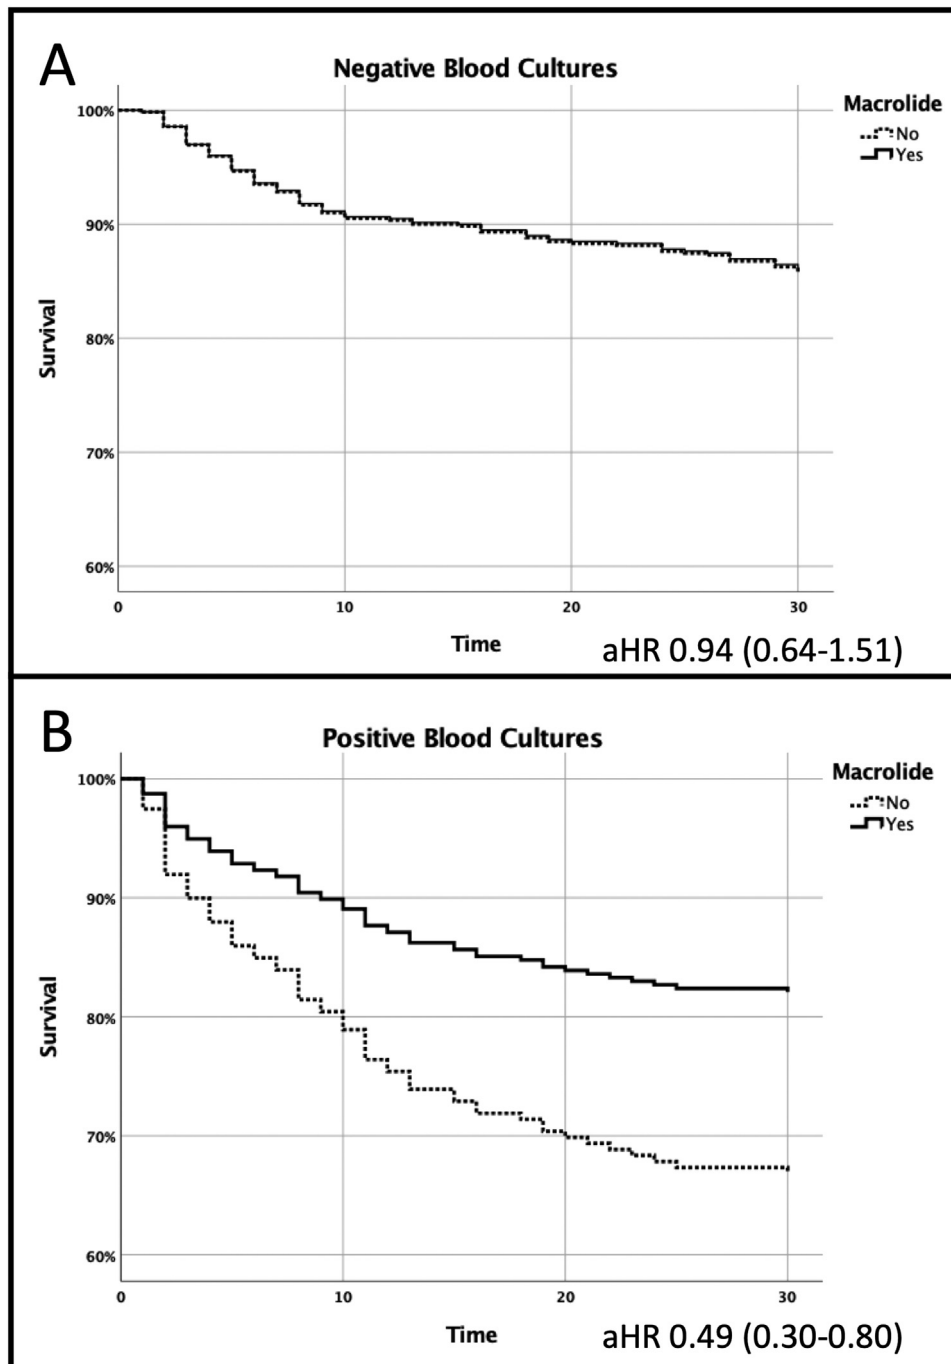 A
Negative Blood Cultures
Macrolide
No
Yes
100%
90%
80%
70%
60%
Survival
0 10 20 30
Time
aHR 0.94 (0.64-1.51)
B
Positive Blood Cultures
Macrolide
No
Yes
100%
90%
80%
70%
60%
Survival
0 10 20 30
Time
aHR 0.49 (0.30-0.80)